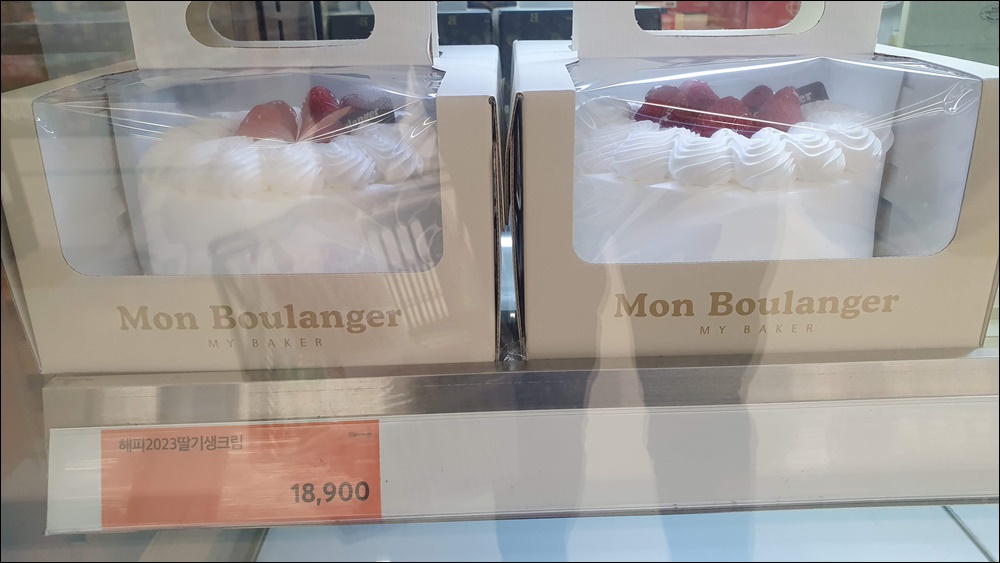 Mon Boulanger
MY BAKER
Mon Boulanger
MY BAKER
해피2023딸기생크림
18,900